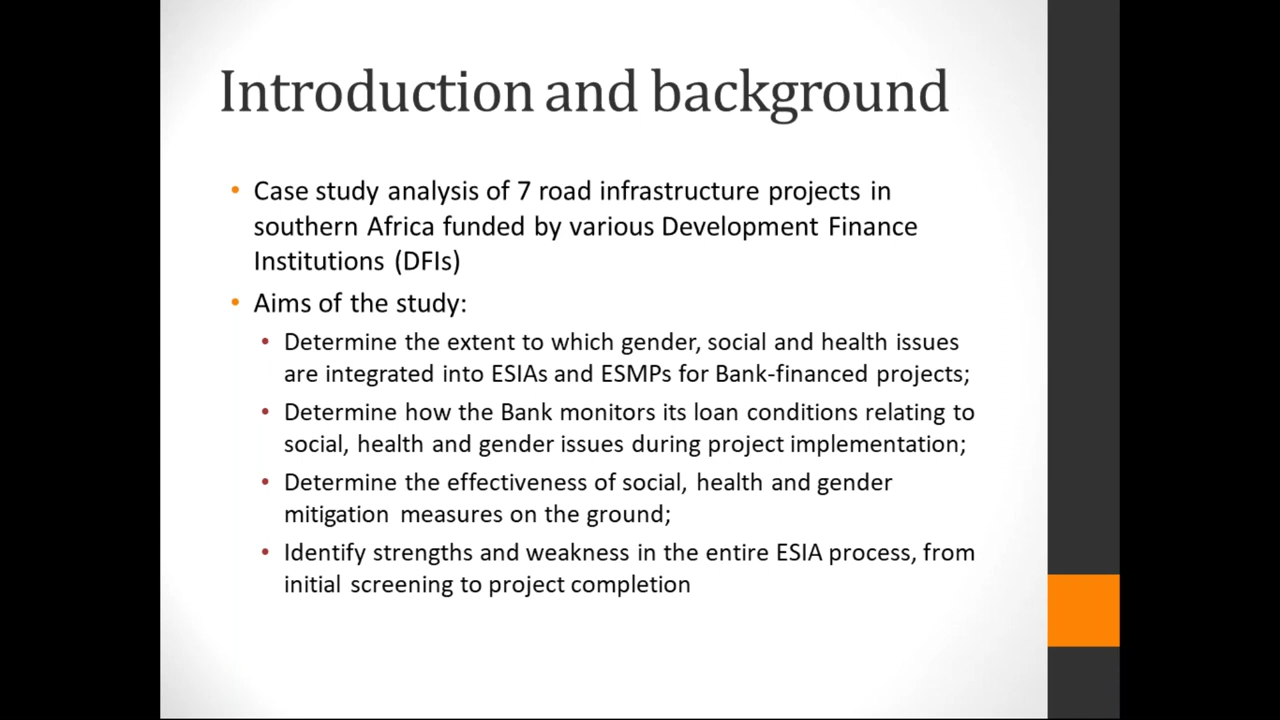 Introduction and background
• Case study analysis of 7 road infrastructure projects in
southern Africa funded by various Development Finance
Institutions (DFIs)
• Aims of the study:
• Determine the extent to which gender, social and health issues
are integrated into ESIAs and ESMPs for Bank-financed projects;
• Determine how the Bank monitors its loan conditions relating to
social, health and gender issues during project implementation;
• Determine the effectiveness of social, health and gender
mitigation measures on the ground;
• Identify strengths and weakness in the entire ESIA process, from
initial screening to project completion